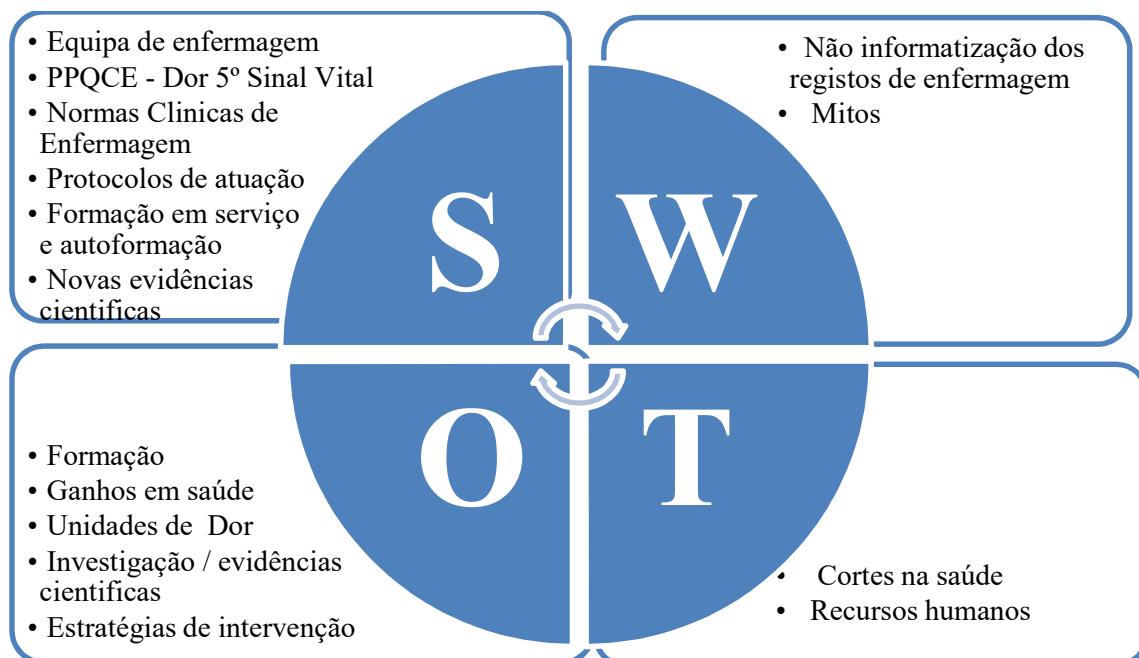 • Equipa de enfermagem
• PPQCE - Dor 5º Sinal Vital
• Normas Clinicas de
Enfermagem
• Protocolos de atuação
• Formação em serviço
e autoformação
• Novas evidências
cientificas
S
• Não informatização dos
registos de enfermagem
• Mitos
W
• Formação
• Ganhos em saúde
• Unidades de Dor
• Investigação / evidências
cientificas
• Estratégias de intervenção
O
T
• Cortes na saúde
• Recursos humanos